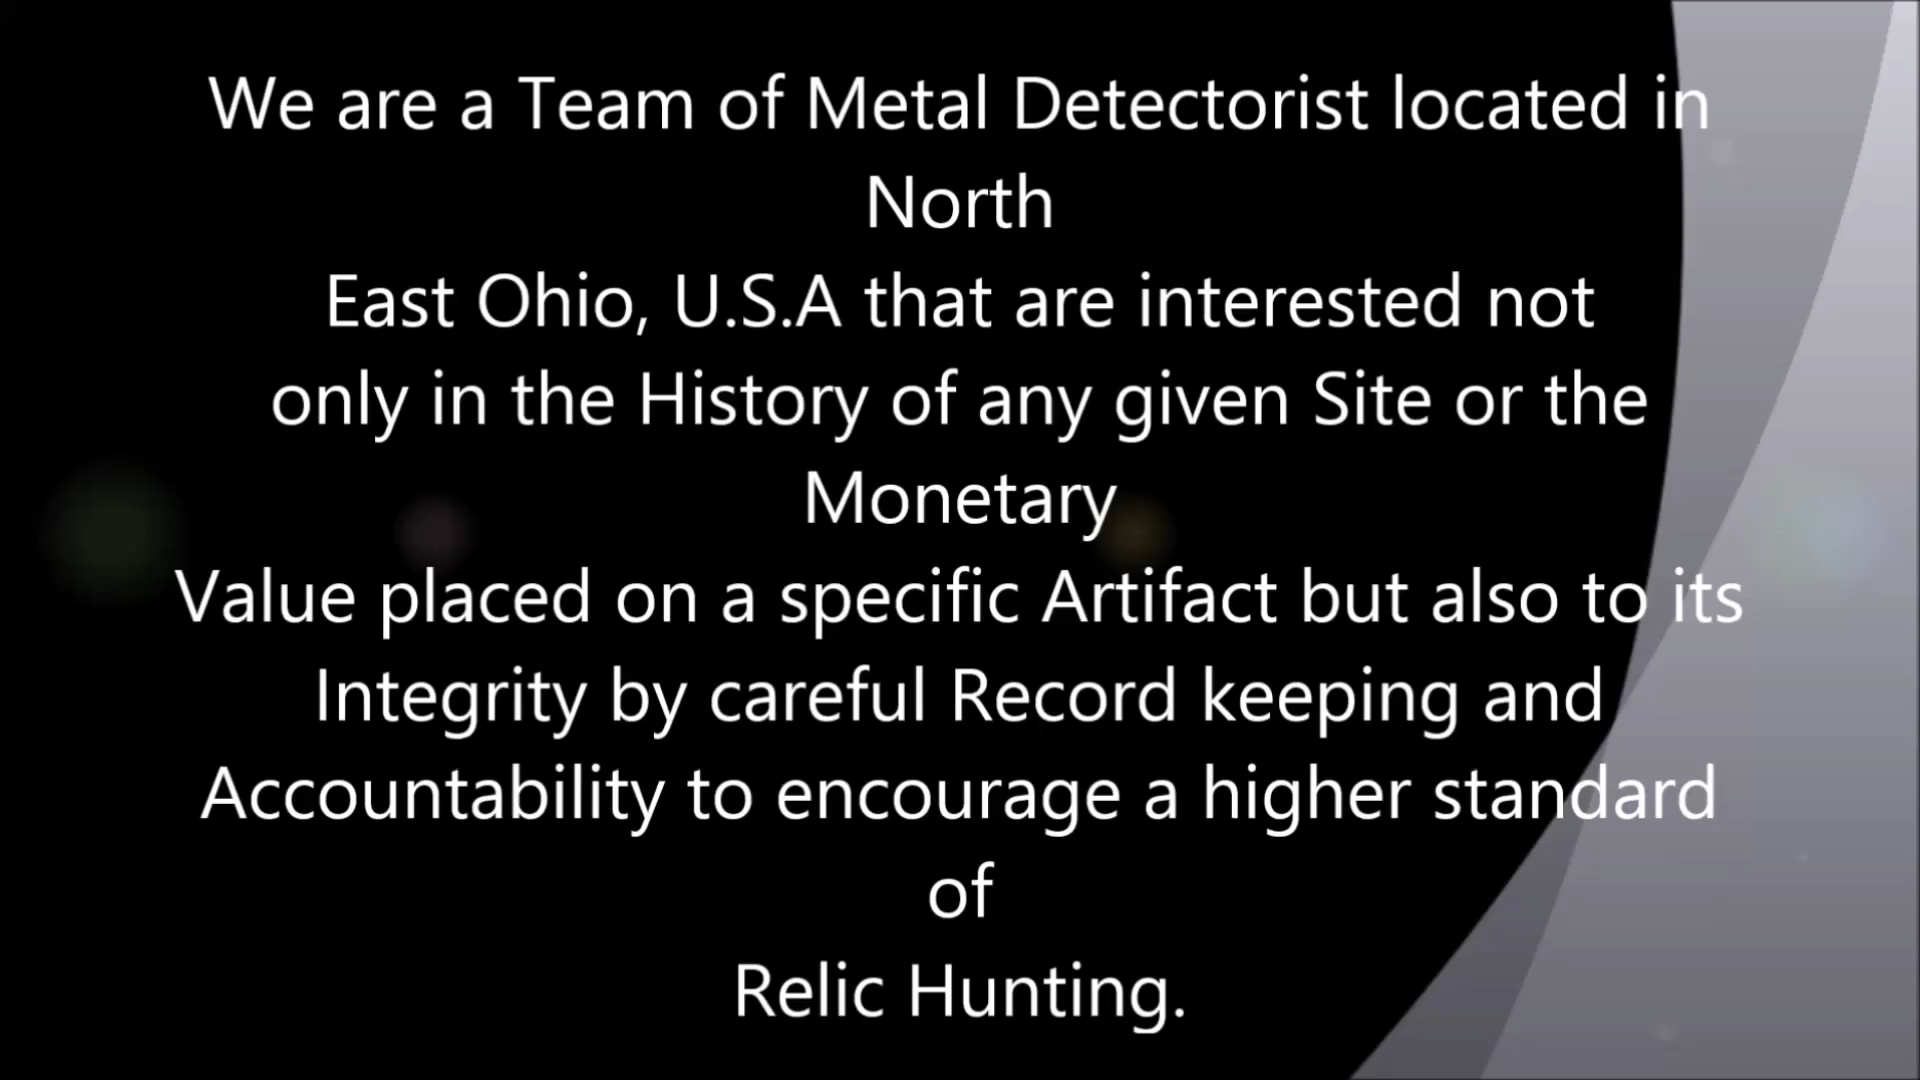 We are a Team of Metal Detectorist located in
North
East Ohio, U.S.A that are interested not
only in the History of any given Site or the
Monetary
Value placed on a specific Artifact but also to its
Integrity by careful Record keeping and
Accountability to encourage a higher standard
of
Relic Hunting.